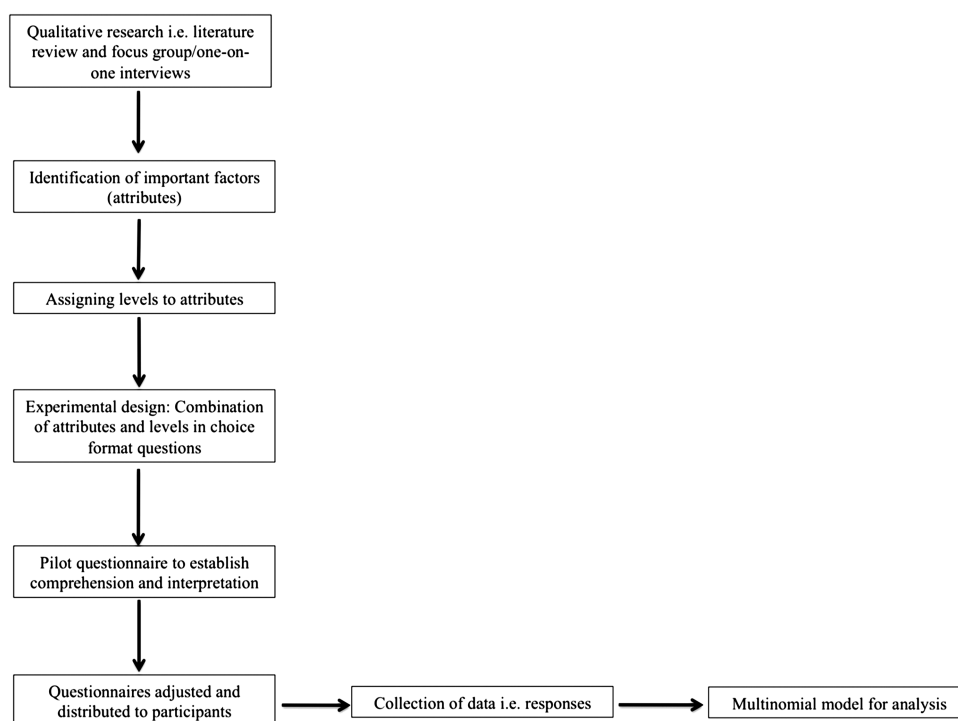 Qualitative research i.e. literature
review and focus group/one-on-
one interviews
Identification of important factors
(attributes)
Assigning levels to attributes
Experimental design: Combination
of attributes and levels in choice
format questions
Pilot questionnaire to establish
comprehension and interpretation
Questionnaires adjusted and
distributed to participants
Collection of data i.e. responses
Multinomial model for analysis